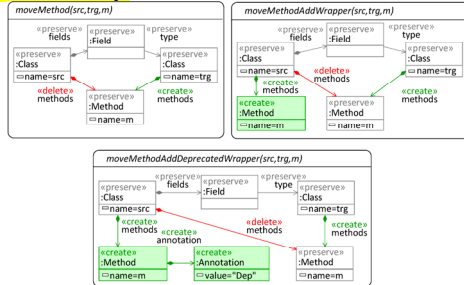 moveMethod(src,trg,m)
«preserve»
:Class
name=src
fields
«preserve»
:Field
«preserve»
type
«preserve»
:Class
name=trg
«delete»
methods
«create»
methods
«preserve»
:Method
name=m
moveMethodAddWrapper(src,trg,m)
«preserve»
:Class
name=src
«preserve»
fields
«preserve»
:Field
«preserve»
type
«preserve»
:Class
name=trg
«create»
methods
«delete»
methods
«create»
methods
«create»
:Method
name=m
«preserve»
:Method
name=m
moveMethodAddDeprecatedWrapper(src,trg,m)
«preserve»
:Class
name=src
«preserve»
fields
«preserve»
:Field
«preserve»
type
«preserve»
:Class
name=trg
«create»
methods
«create»
annotation
«delete»
methods
«create»
methods
«create»
:Method
name=m
«create»
:Annotation
value="Dep"
«preserve»
:Method
name=m